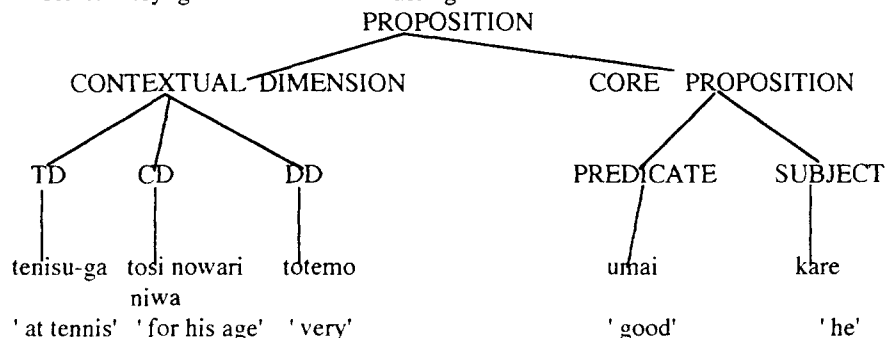 PROPOSITION
CONTEXTUAL DIMENSION CORE PROPOSITION
TD CD DD PREDICATE SUBJECT
tenisu-ga tosi nowari totemo umai kare
niwa
'at tennis' 'for his age' 'very' 'good' 'he'